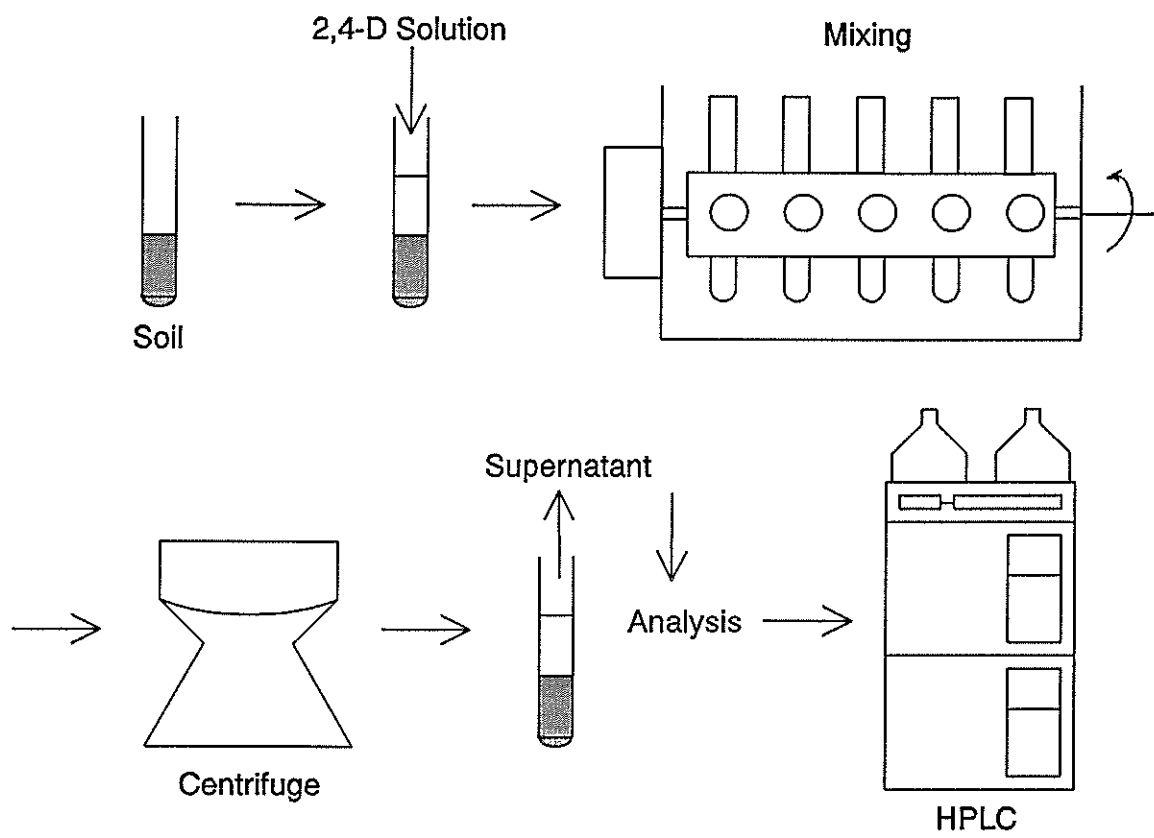 2,4-D Solution
Mixing
Soil
Supernatant
Analysis
Centrifuge
HPLC